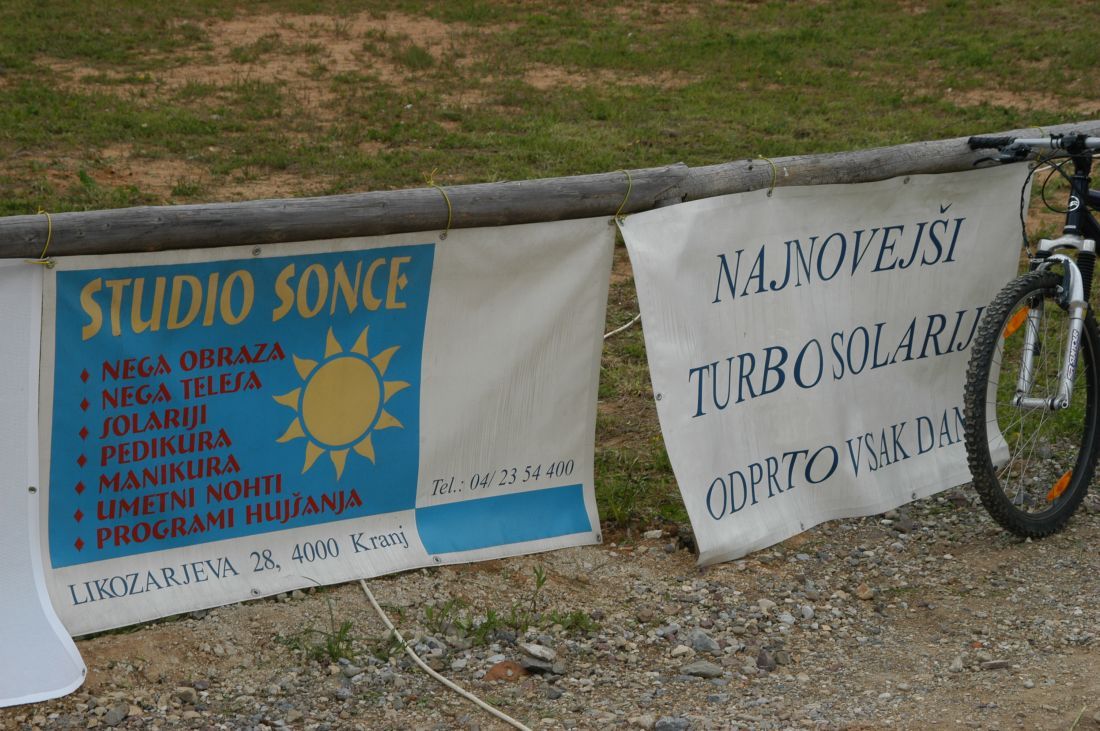 STUDIO SONCE
♦ NEGA OBRAZA
♦ NEGA TELESA
♦ SOLARIJI
♦ PEDIKURA
♦ MANIKURA
♦ UMETNI NOHTI
♦ PROGRAMI HUJŠANJA
Tel.: 04/ 23 54 400
LIKOZARJEVA 28, 4000 Kranj
NAJNOVEJŠI
TURBO SOLARIJ
ODPRTO VSAK DAN